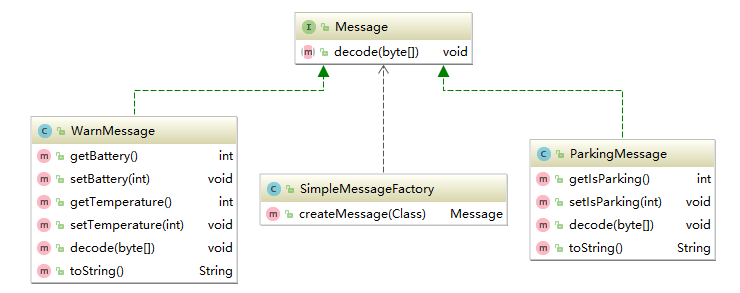 I Message
m decode(byte[]) void
C WarnMessage
m getBattery() int
m setBattery(int) void
m getTemperature() int
m setTemperature(int) void
m decode(byte[]) void
m toString() String
C SimpleMessageFactory
m createMessage(Class) Message
C ParkingMessage
m getIsParking() int
m setIsParking(int) void
m decode(byte[]) void
m toString() String